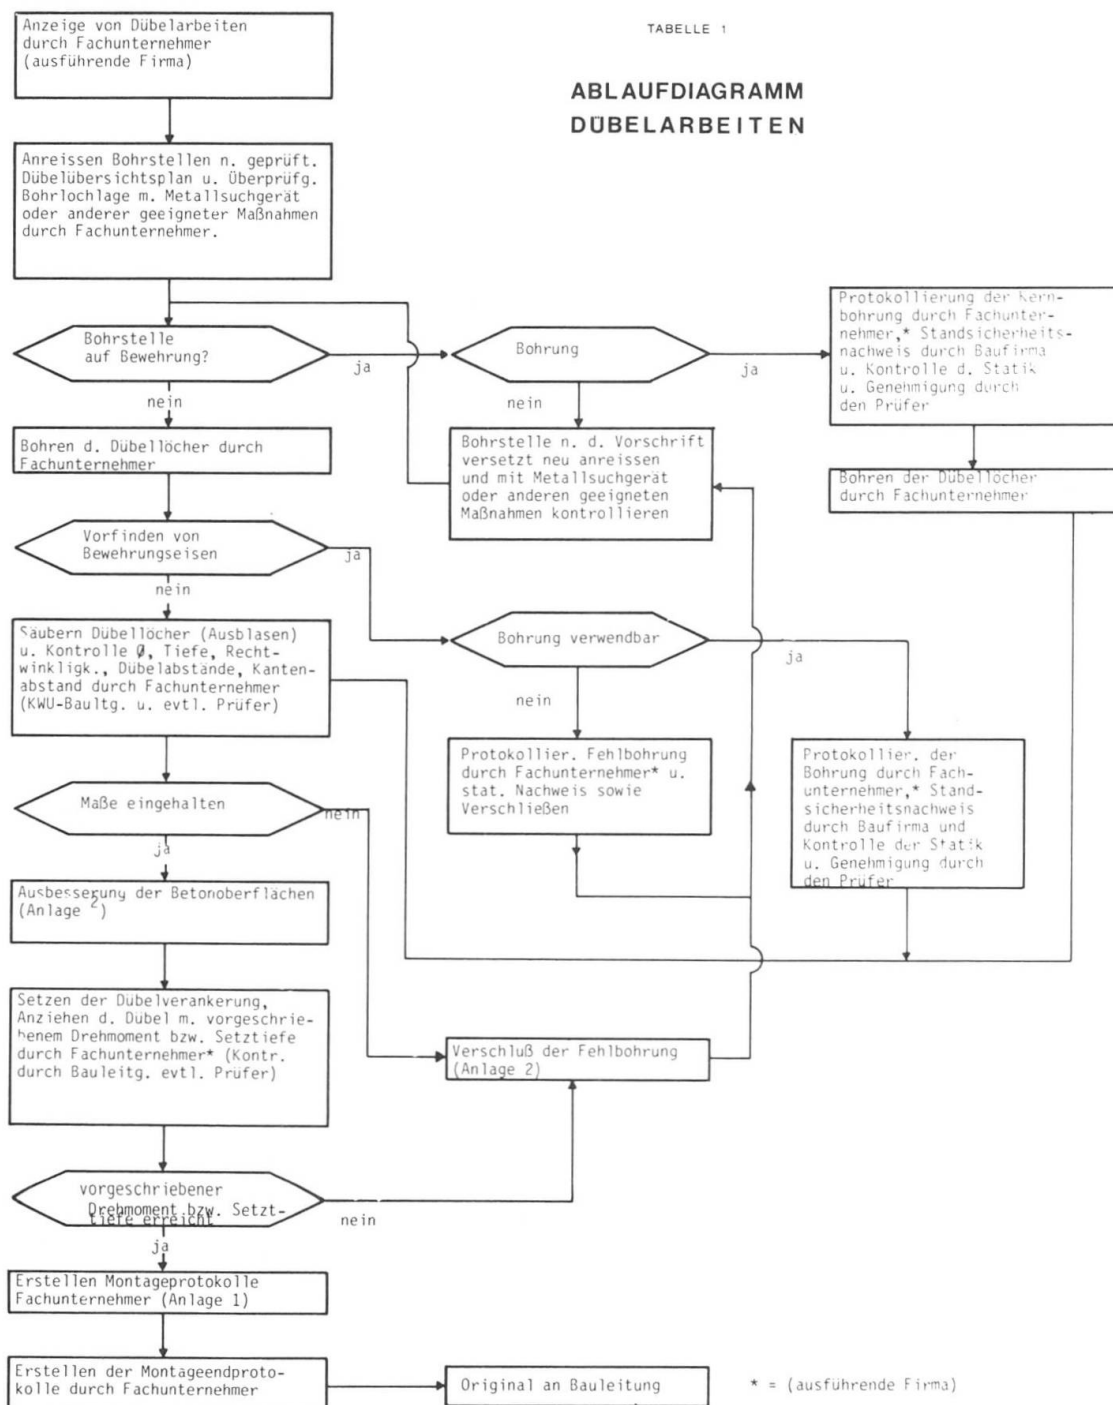 Anzeige von Dübelarbeiten
durch Fachunternehmer
(ausführende Firma)
TABELLE 1
ABLAUFDIAGRAMM
DÜBELARBEITEN
Anreissen Bohrstellen n. geprüft.
Dübelübersichtsplan u. Überprüfg.
Bohrlochlage m. Metallsuchgerät
oder anderer geeigneter Maßnahmen
durch Fachunternehmer.
Bohrstelle
auf Bewehrung?
ja
nein
Bohrung
ja
nein
Protokollierung der Kern-
bohrung durch Fachunter-
nehmer,* Standsicherheits-
nachweis durch Baufirma
u. Kontrolle d. Statik
u. Genehmigung durch
den Prüfer
Bohren d. Dübellöcher durch
Fachunternehmer
Bohrstelle n. d. Vorschrift
versetzt neu anreissen
und mit Metallsuchgerät
oder anderen geeigneten
Maßnahmen kontrollieren
Bohren der Dübellöcher
durch Fachunternehmer
Vorfinden von
Bewehrungseisen
ja
nein
Säubern Dübellöcher (Ausblasen)
u. Kontrolle Ø, Tiefe, Recht-
winkligk., Dübelabstände, Kanten-
abstand durch Fachunternehmer
(KWU-Baultg. u. evtl. Prüfer)
Bohrung verwendbar
ja
nein
Protokollier. Fehlbohrung
durch Fachunternehmer* u.
stat. Nachweis sowie
Verschließen
Protokollier. der
Bohrung durch Fach-
unternehmer,* Stand-
sicherheitsnachweis
durch Baufirma und
Kontrolle der Statik
u. Genehmigung durch
den Prüfer
Maße eingehalten
nein
ja
Ausbesserung der Betonoberflächen
(Anlage 2)
Setzen der Dübelverankerung,
Anziehen d. Dübel m. vorgeschrie-
benem Drehmoment bzw. Setztiefe
durch Fachunternehmer* (Kontr.
durch Bauleitg. evtl. Prüfer)
Verschluß der Fehlbohrung
(Anlage 2)
vorgeschriebener
Drehmoment bzw. Setzt-
tiefe erreicht
nein
ja
Erstellen Montageprotokolle
Fachunternehmer (Anlage 1)
Erstellen der Montageendproto-
kolle durch Fachunternehmer
Original an Bauleitung
* = (ausführende Firma)